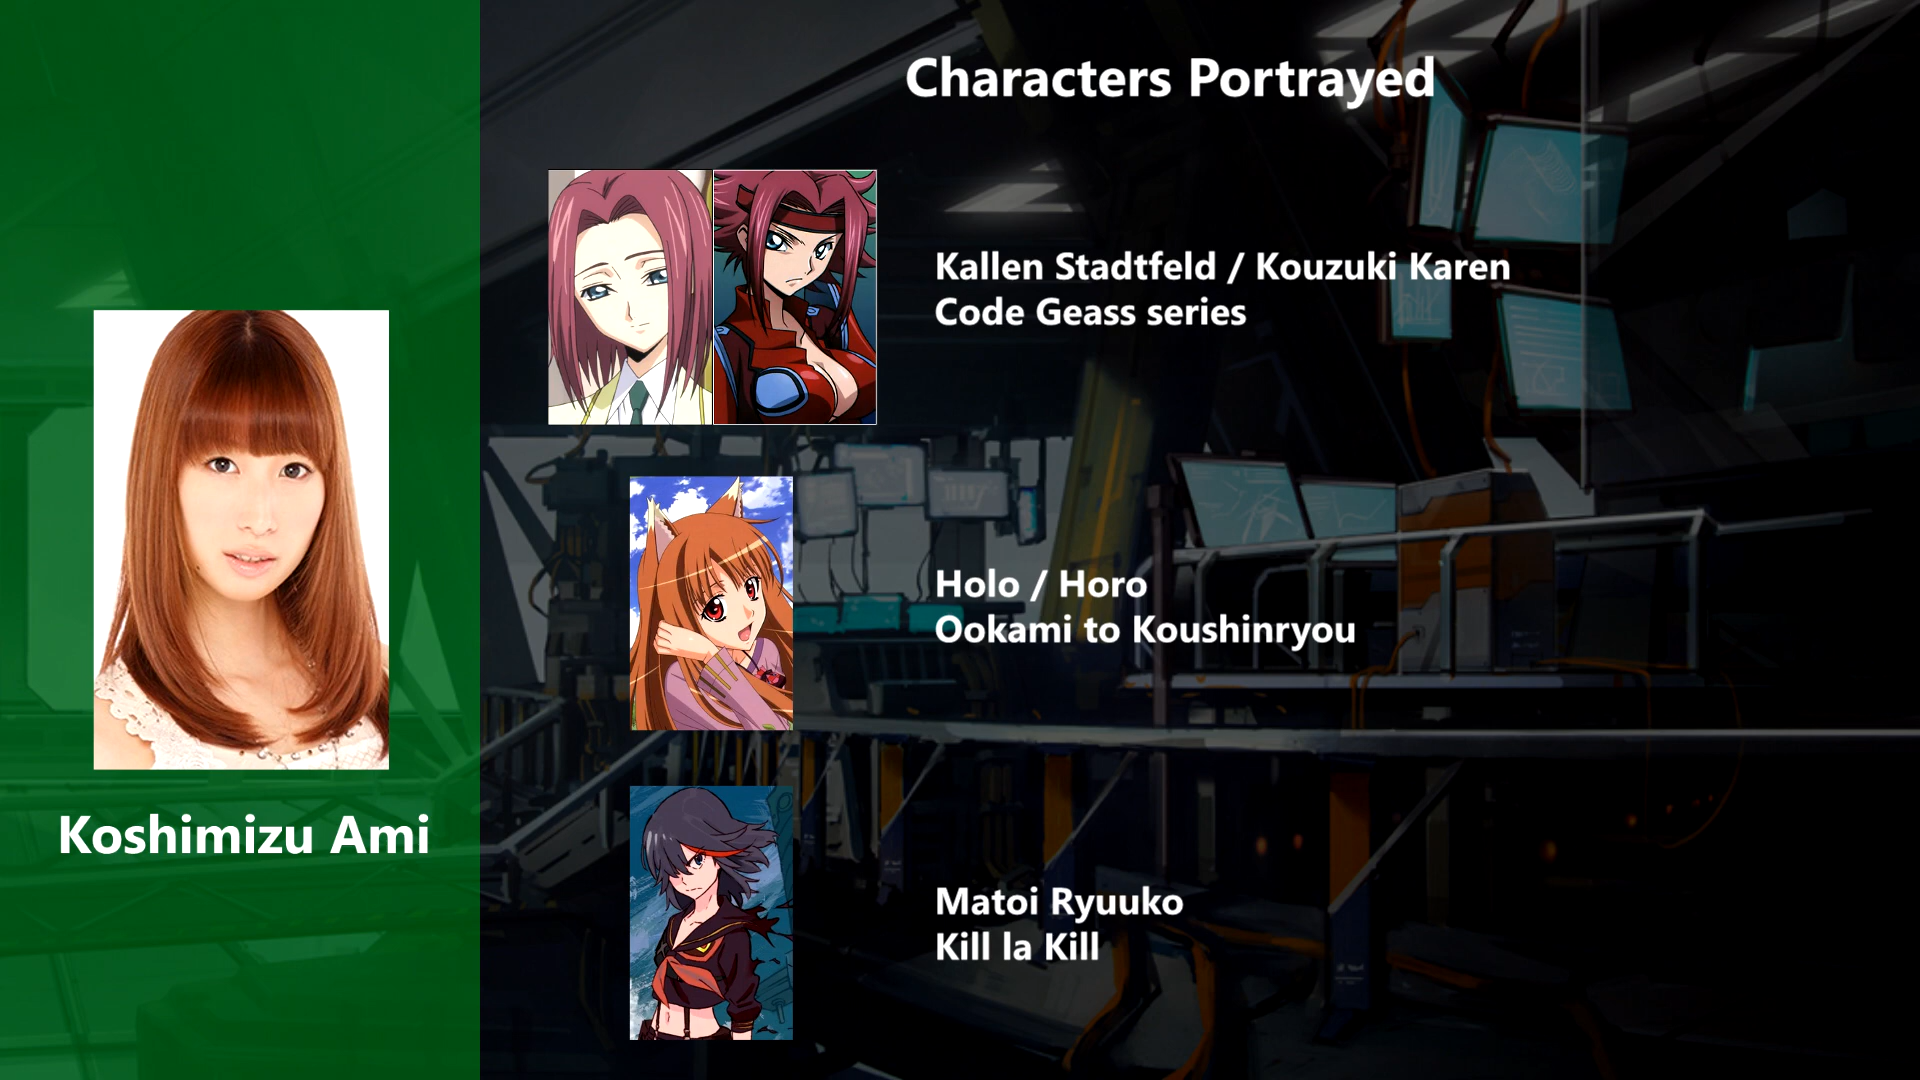 Characters Portrayed
Kallen Stadtfeld / Kouzuki Karen
Code Geass series
Holo / Horo
Ookami to Koushinryou
Koshimizu Ami
Matoi Ryuuko
Kill la Kill